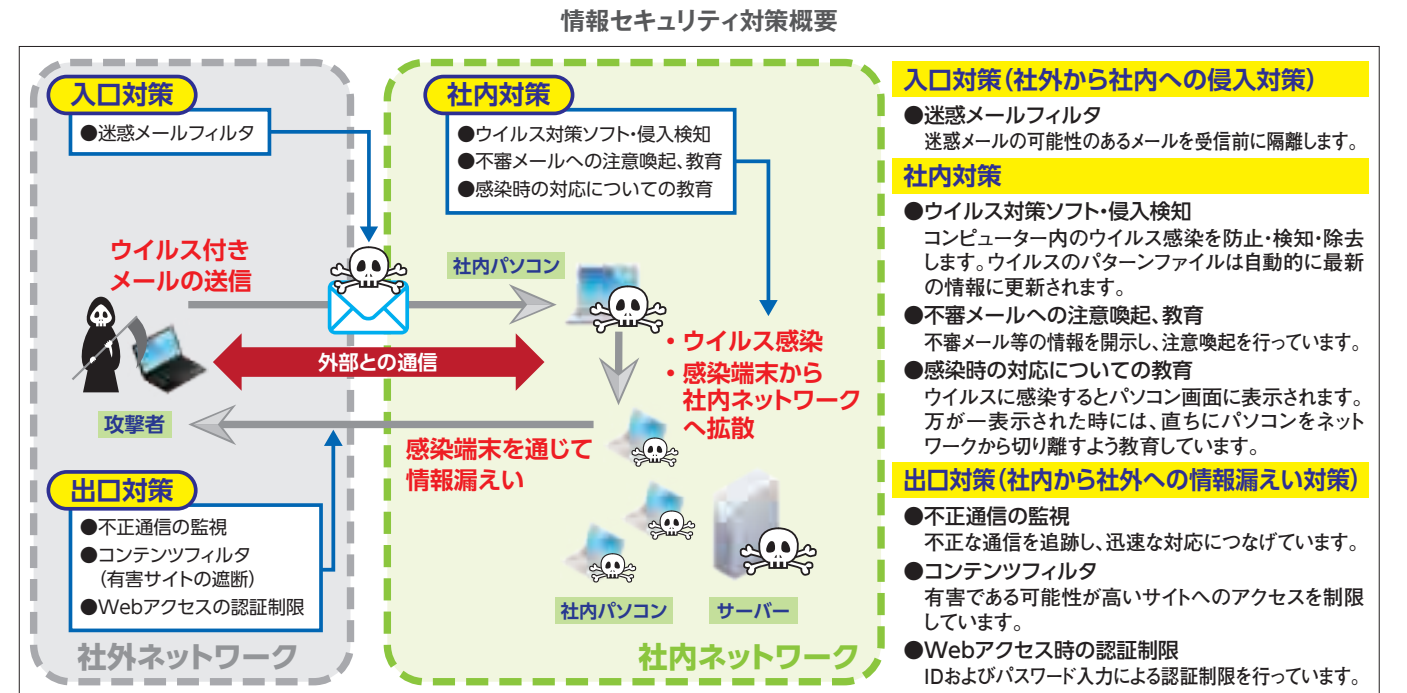 情報セキュリティ対策概要
入口対策
●迷惑メールフィルタ
社内対策
●ウイルス対策ソフト・侵入検知
●不審メールへの注意喚起、教育
●感染時の対応についての教育
ウイルス付き
メールの送信
社内パソコン
外部との通信
・ウイルス感染
・感染端末から
社内ネットワーク
へ拡散
攻撃者
感染端末を通じて
情報漏えい
出口対策
●不正通信の監視
●コンテンツフィルタ
(有害サイトの遮断)
●Webアクセスの認証制限
社内パソコン
サーバー
社外ネットワーク
社内ネットワーク
入口対策(社外から社内への侵入対策)
●迷惑メールフィルタ
迷惑メールの可能性のあるメールを受信前に隔離します。
社内対策
●ウイルス対策ソフト・侵入検知
コンピューター内のウイルス感染を防止・検知・除去
します。ウイルスのパターンファイルは自動的に最新
の情報に更新されます。
●不審メールへの注意喚起、教育
不審メール等の情報を開示し、注意喚起を行っています。
●感染時の対応についての教育
ウイルスに感染するとパソコン画面に表示されます。
万が一表示された時には、直ちにパソコンをネット
ワークから切り離すよう教育しています。
出口対策(社内から社外への情報漏えい対策)
●不正通信の監視
不正な通信を追跡し、迅速な対応につなげています。
●コンテンツフィルタ
有害である可能性が高いサイトへのアクセスを制限
しています。
●Webアクセス時の認証制限
IDおよびパスワード入力による認証制限を行っています。